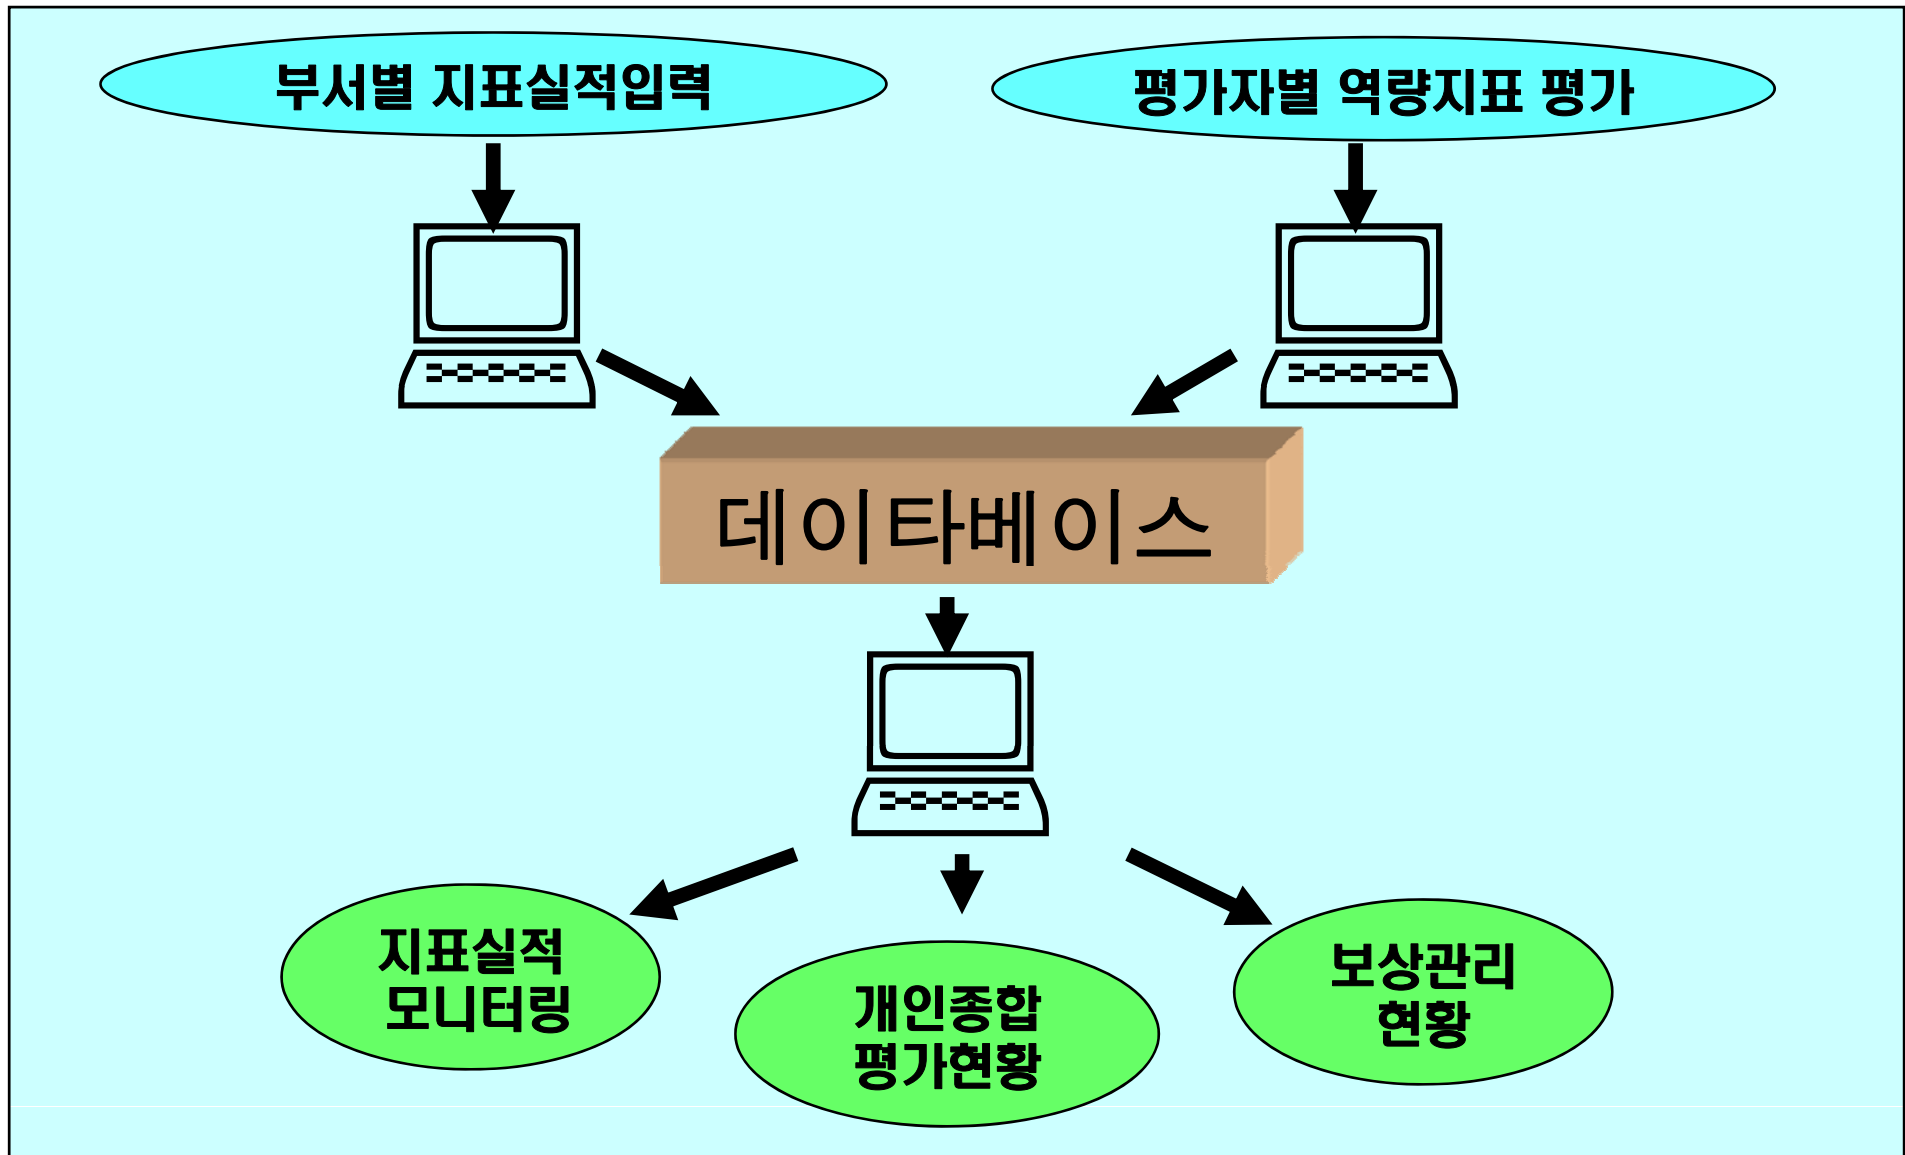 부서별 지표실적입력
평가자별 역량지표 평가
데이타베이스
지표실적
모니터링
개인종합
평가현황
보상관리
현황